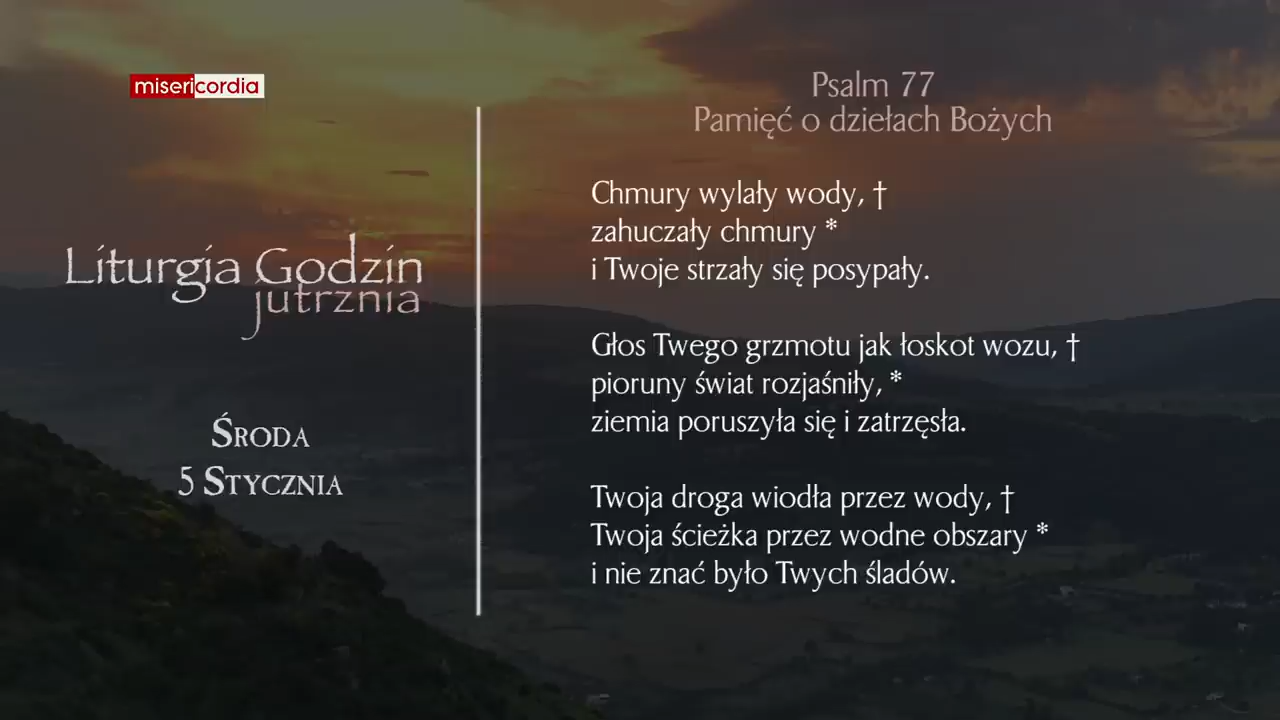 misericordia
Liturgia Godzin
jutrznia
Środa
5 Stycznia
Psalm 77
Pamięć o dziełach Bożych
Chmury wylały wody, †
zahuczały chmury *
i Twoje strzały się posypały.
Głos Twego grzmotu jak łoskot wozu, †
pioruny świat rozjaśniły, *
ziemia poruszyła się i zatrzęsła.
Twoja droga wiodła przez wody, †
Twoja ścieżka przez wodne obszary *
i nie znać było Twych śladów.